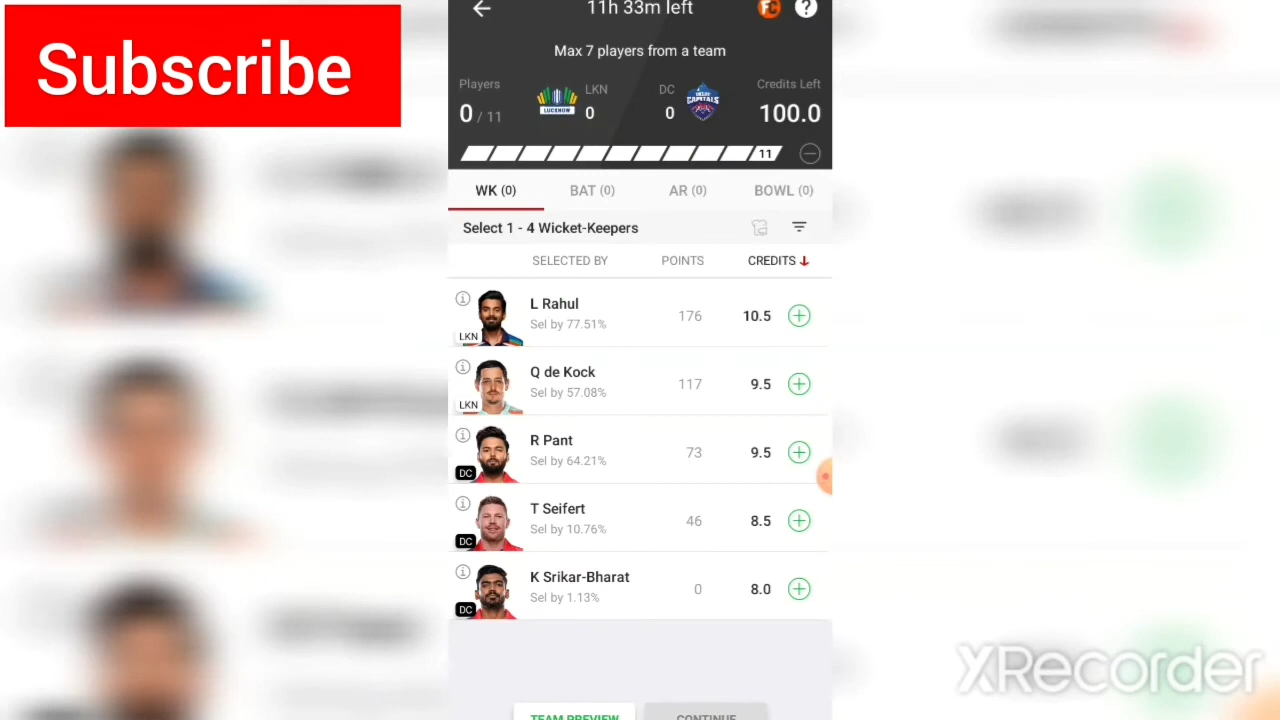 Subscribe
11h 33m left
FC
?
Max 7 players from a team
Players
LKN
DC
Credits Left
0 / 11
LUCKNOW
0
0
DELHI CAPITALS
100.0
11
WK (0)
BAT (0)
AR (0)
BOWL (0)
Select 1 - 4 Wicket-Keepers
SELECTED BY
POINTS
CREDITS
L Rahul
Sel by 77.51%
176
10.5
LKN
Q de Kock
Sel by 57.08%
117
9.5
LKN
R Pant
Sel by 64.21%
73
9.5
DC
T Seifert
Sel by 10.76%
46
8.5
DC
K Srikar-Bharat
Sel by 1.13%
0
8.0
DC
TEAM PREVIEW
CONTINUE
XRecorder